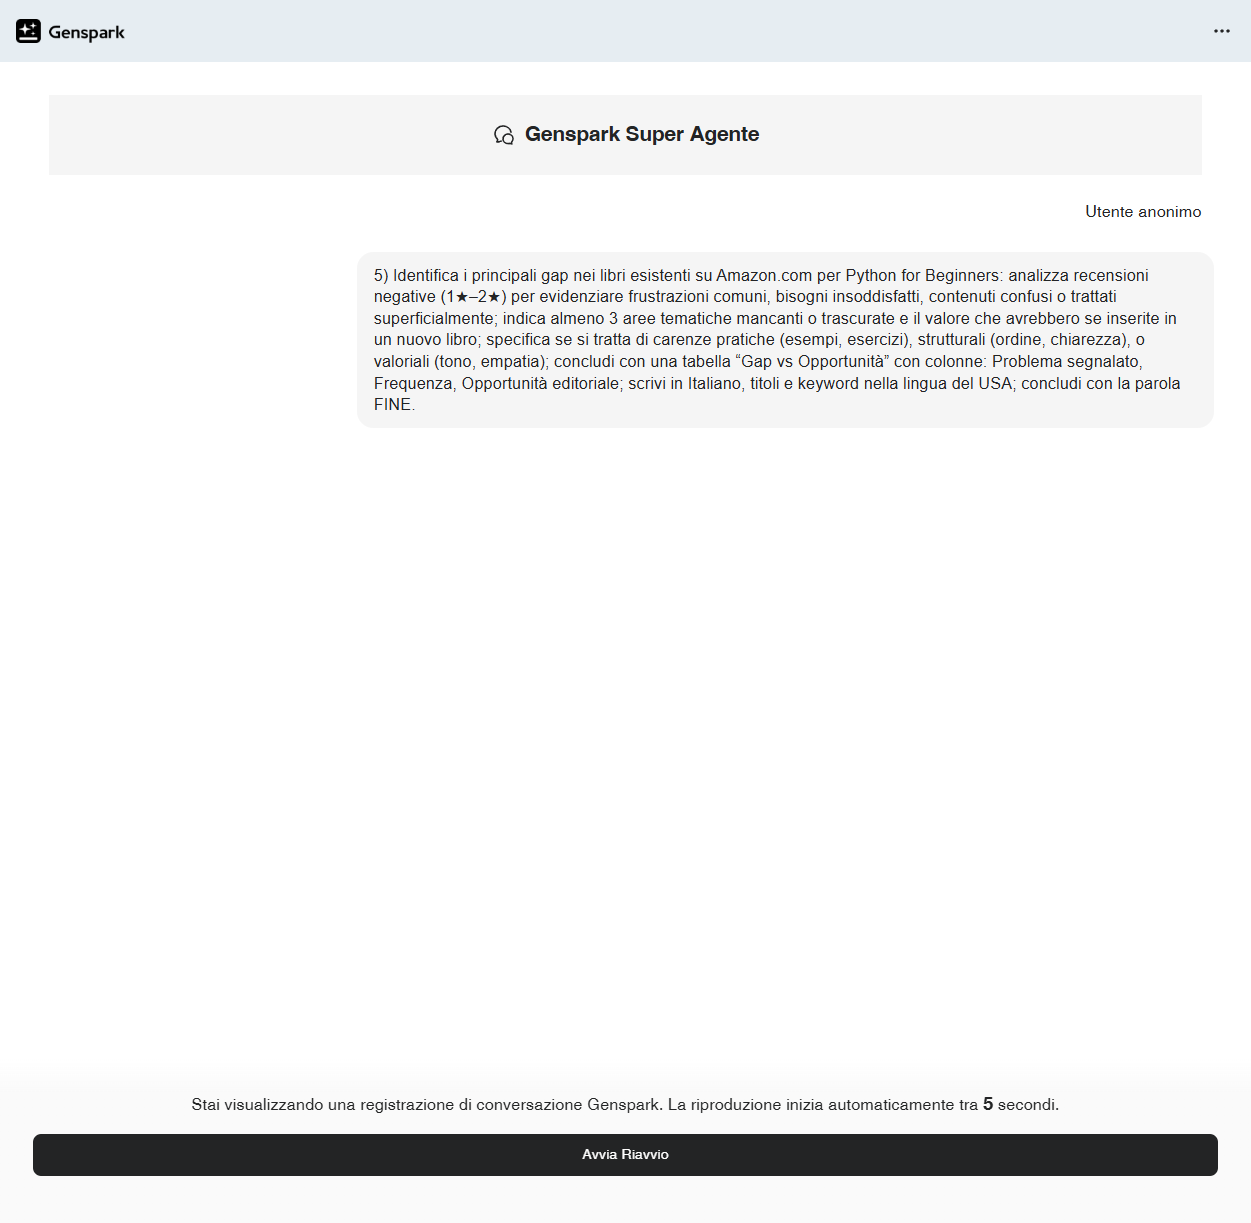 Genspark
Genspark Super Agente
Utente anonimo
5) Identifica i principali gap nei libri esistenti su Amazon.com per Python for Beginners: analizza recensioni
negative (1★–2★) per evidenziare frustrazioni comuni, bisogni insoddisfatti, contenuti confusi o trattati
superficialmente; indica almeno 3 aree tematiche mancanti o trascurate e il valore che avrebbero se inserite in
un nuovo libro; specifica se si tratta di carenze pratiche (esempi, esercizi), strutturali (ordine, chiarezza), o
valoriali (tono, empatia); concludi con una tabella “Gap vs Opportunità” con colonne: Problema segnalato,
Frequenza, Opportunità editoriale; scrivi in Italiano, titoli e keyword nella lingua del USA; concludi con la parola
FINE.
Stai visualizzando una registrazione di conversazione Genspark. La riproduzione inizia automaticamente tra 5 secondi.
Avvia Riavvio